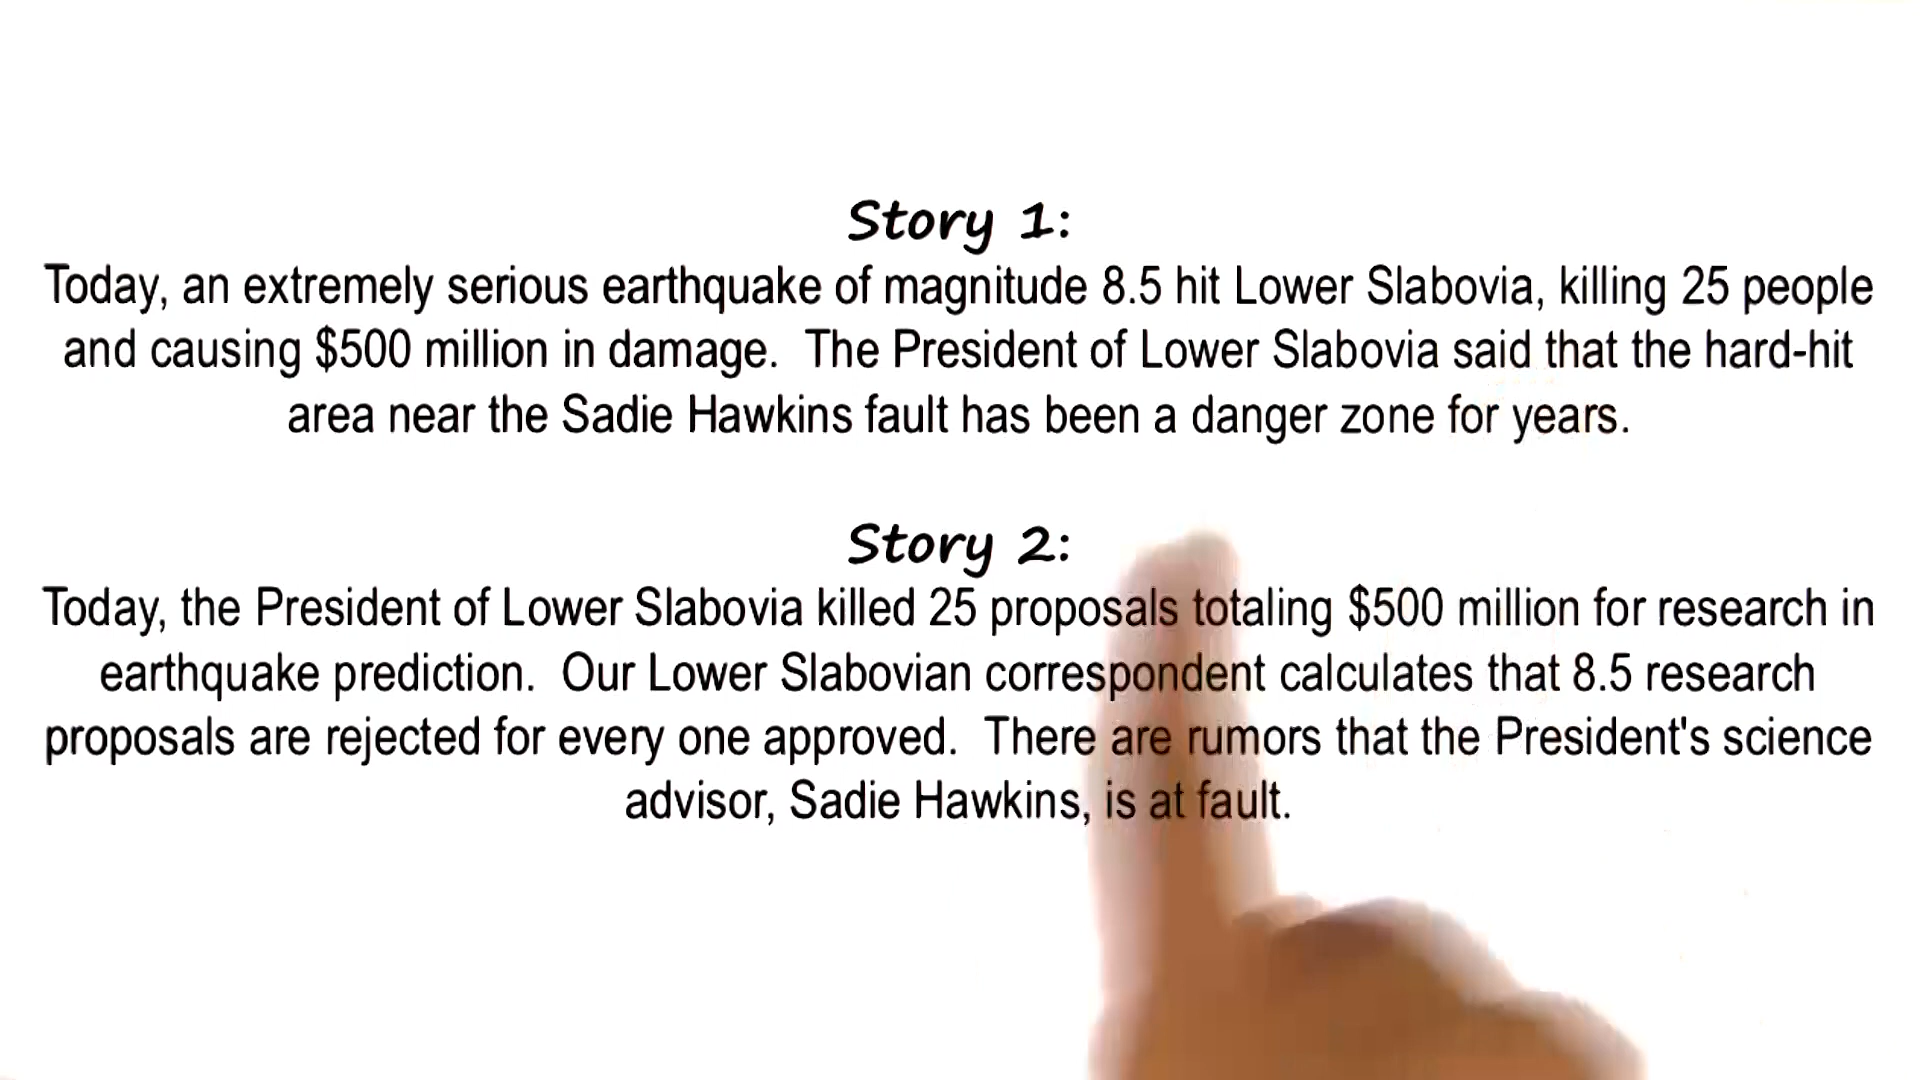 Story 1:
Today, an extremely serious earthquake of magnitude 8.5 hit Lower Slabovia, killing 25 people
and causing $500 million in damage.  The President of Lower Slabovia said that the hard-hit
area near the Sadie Hawkins fault has been a danger zone for years.
Story 2:
Today, the President of Lower Slabovia killed 25 proposals totaling $500 million for research in
earthquake prediction.  Our Lower Slabovian correspondent calculates that 8.5 research
proposals are rejected for every one approved.  There are rumors that the President's science
advisor, Sadie Hawkins, is at fault.